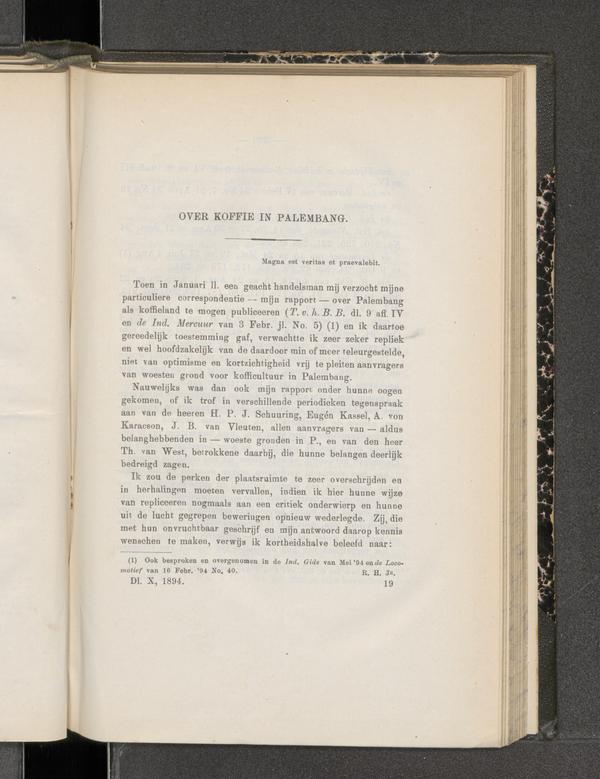 OVER KOFFIE IN PALEMBANG.
Magna est veritas et praevalebit.
Toen in Januari ll. een geacht handelsman mij verzocht mijne
particuliere correspondentie — mijn rapport — over Palembang
als koffieland te mogen publiceeren (T. v. h. B. B. dl. 9 afl. IV
en de Ind. Mercuur van 3 Febr. jl. No. 5) (1) en ik daartoe
gereedelijk toestemming gaf, verwachtte ik zeer zeker repliek
en wel hoofdzakelijk van de daardoor min of meer teleurgestelde,
niet van optimisme en kortzichtigheid vrij te pleiten aanvragers
van woesten grond voor kofficultuur in Palembang.
Nauwelijks was dan ook mijn rapport onder hunne oogen
gekomen, of ik trof in verschillende periodieken tegenspraak
aan van de heeren H. P. J. Schuuring, Eugén Kassel, A. von
Karacson, J. B. van Vleuten, allen aanvragers van — aldus
belanghebbenden in — woeste gronden in P., en van den heer
Th. van West, betrokkene daarbij, die hunne belangen deerlijk
bedreigd zagen.
Ik zou de perken der plaatsruimte te zeer overschrijden en
in herhalingen moeten vervallen, indien ik hier hunne wijze
van repliceeren nogmaals aan een critiek onderwierp en hunne
uit de lucht gegrepen beweringen opnieuw wederlegde. Zij, die
met hun onvruchtbaar geschrijf en mijn antwoord daarop kennis
wenschen te maken, verwijs ik kortheidshalve beleefd naar:
(1) Ook besproken en overgenomen in de Ind. Gids van Mei '94 en de Loco-
motief van 16 Febr. '94 No. 40. R. H. Jz.
Dl. X, 1894. 19